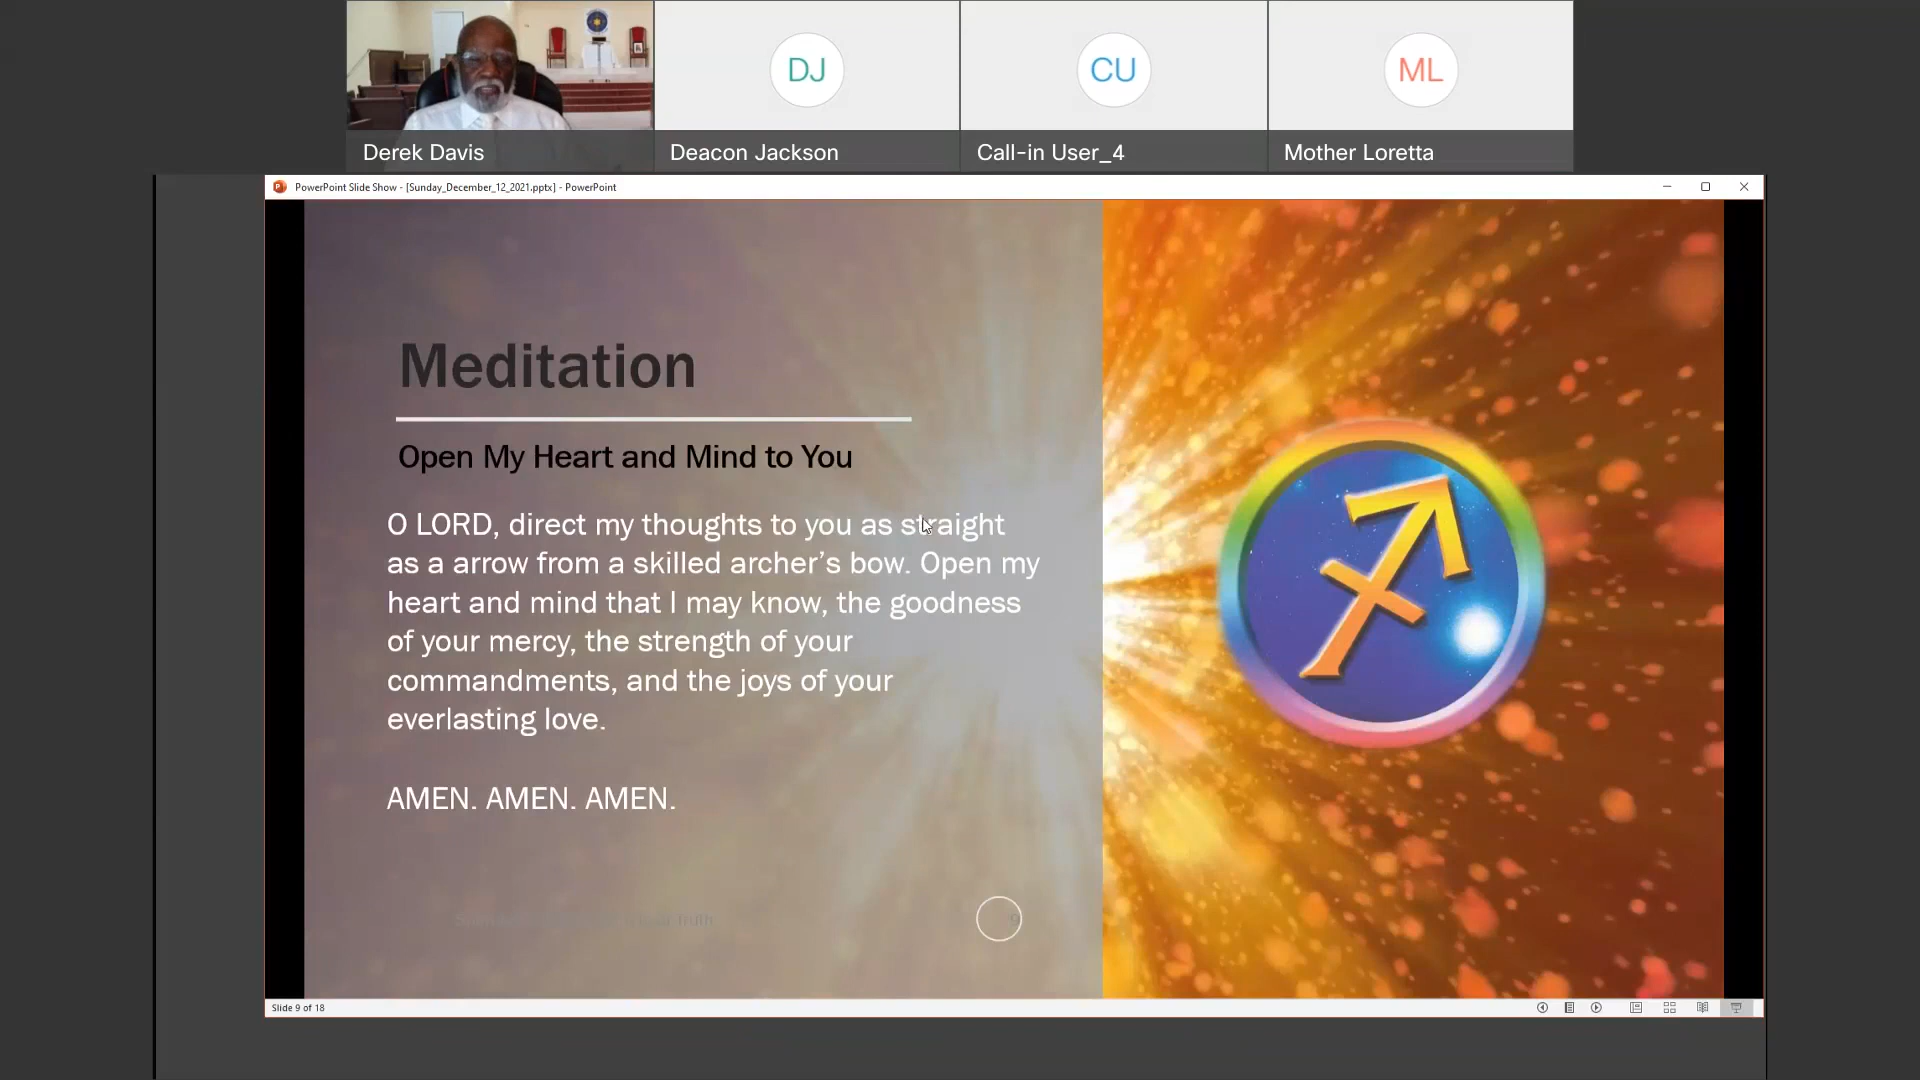 DJ
CU
ML
Derek Davis
Deacon Jackson
Call-in User_4
Mother Loretta
PowerPoint Slide Show - [Sunday_December_12_2021.pptx] - PowerPoint
Meditation
Open My Heart and Mind to You
O LORD, direct my thoughts to you as straight
as a arrow from a skilled archer’s bow. Open my
heart and mind that I may know, the goodness
of your mercy, the strength of your
commandments, and the joys of your
everlasting love.
AMEN. AMEN. AMEN.
Truth
9
Slide 9 of 18